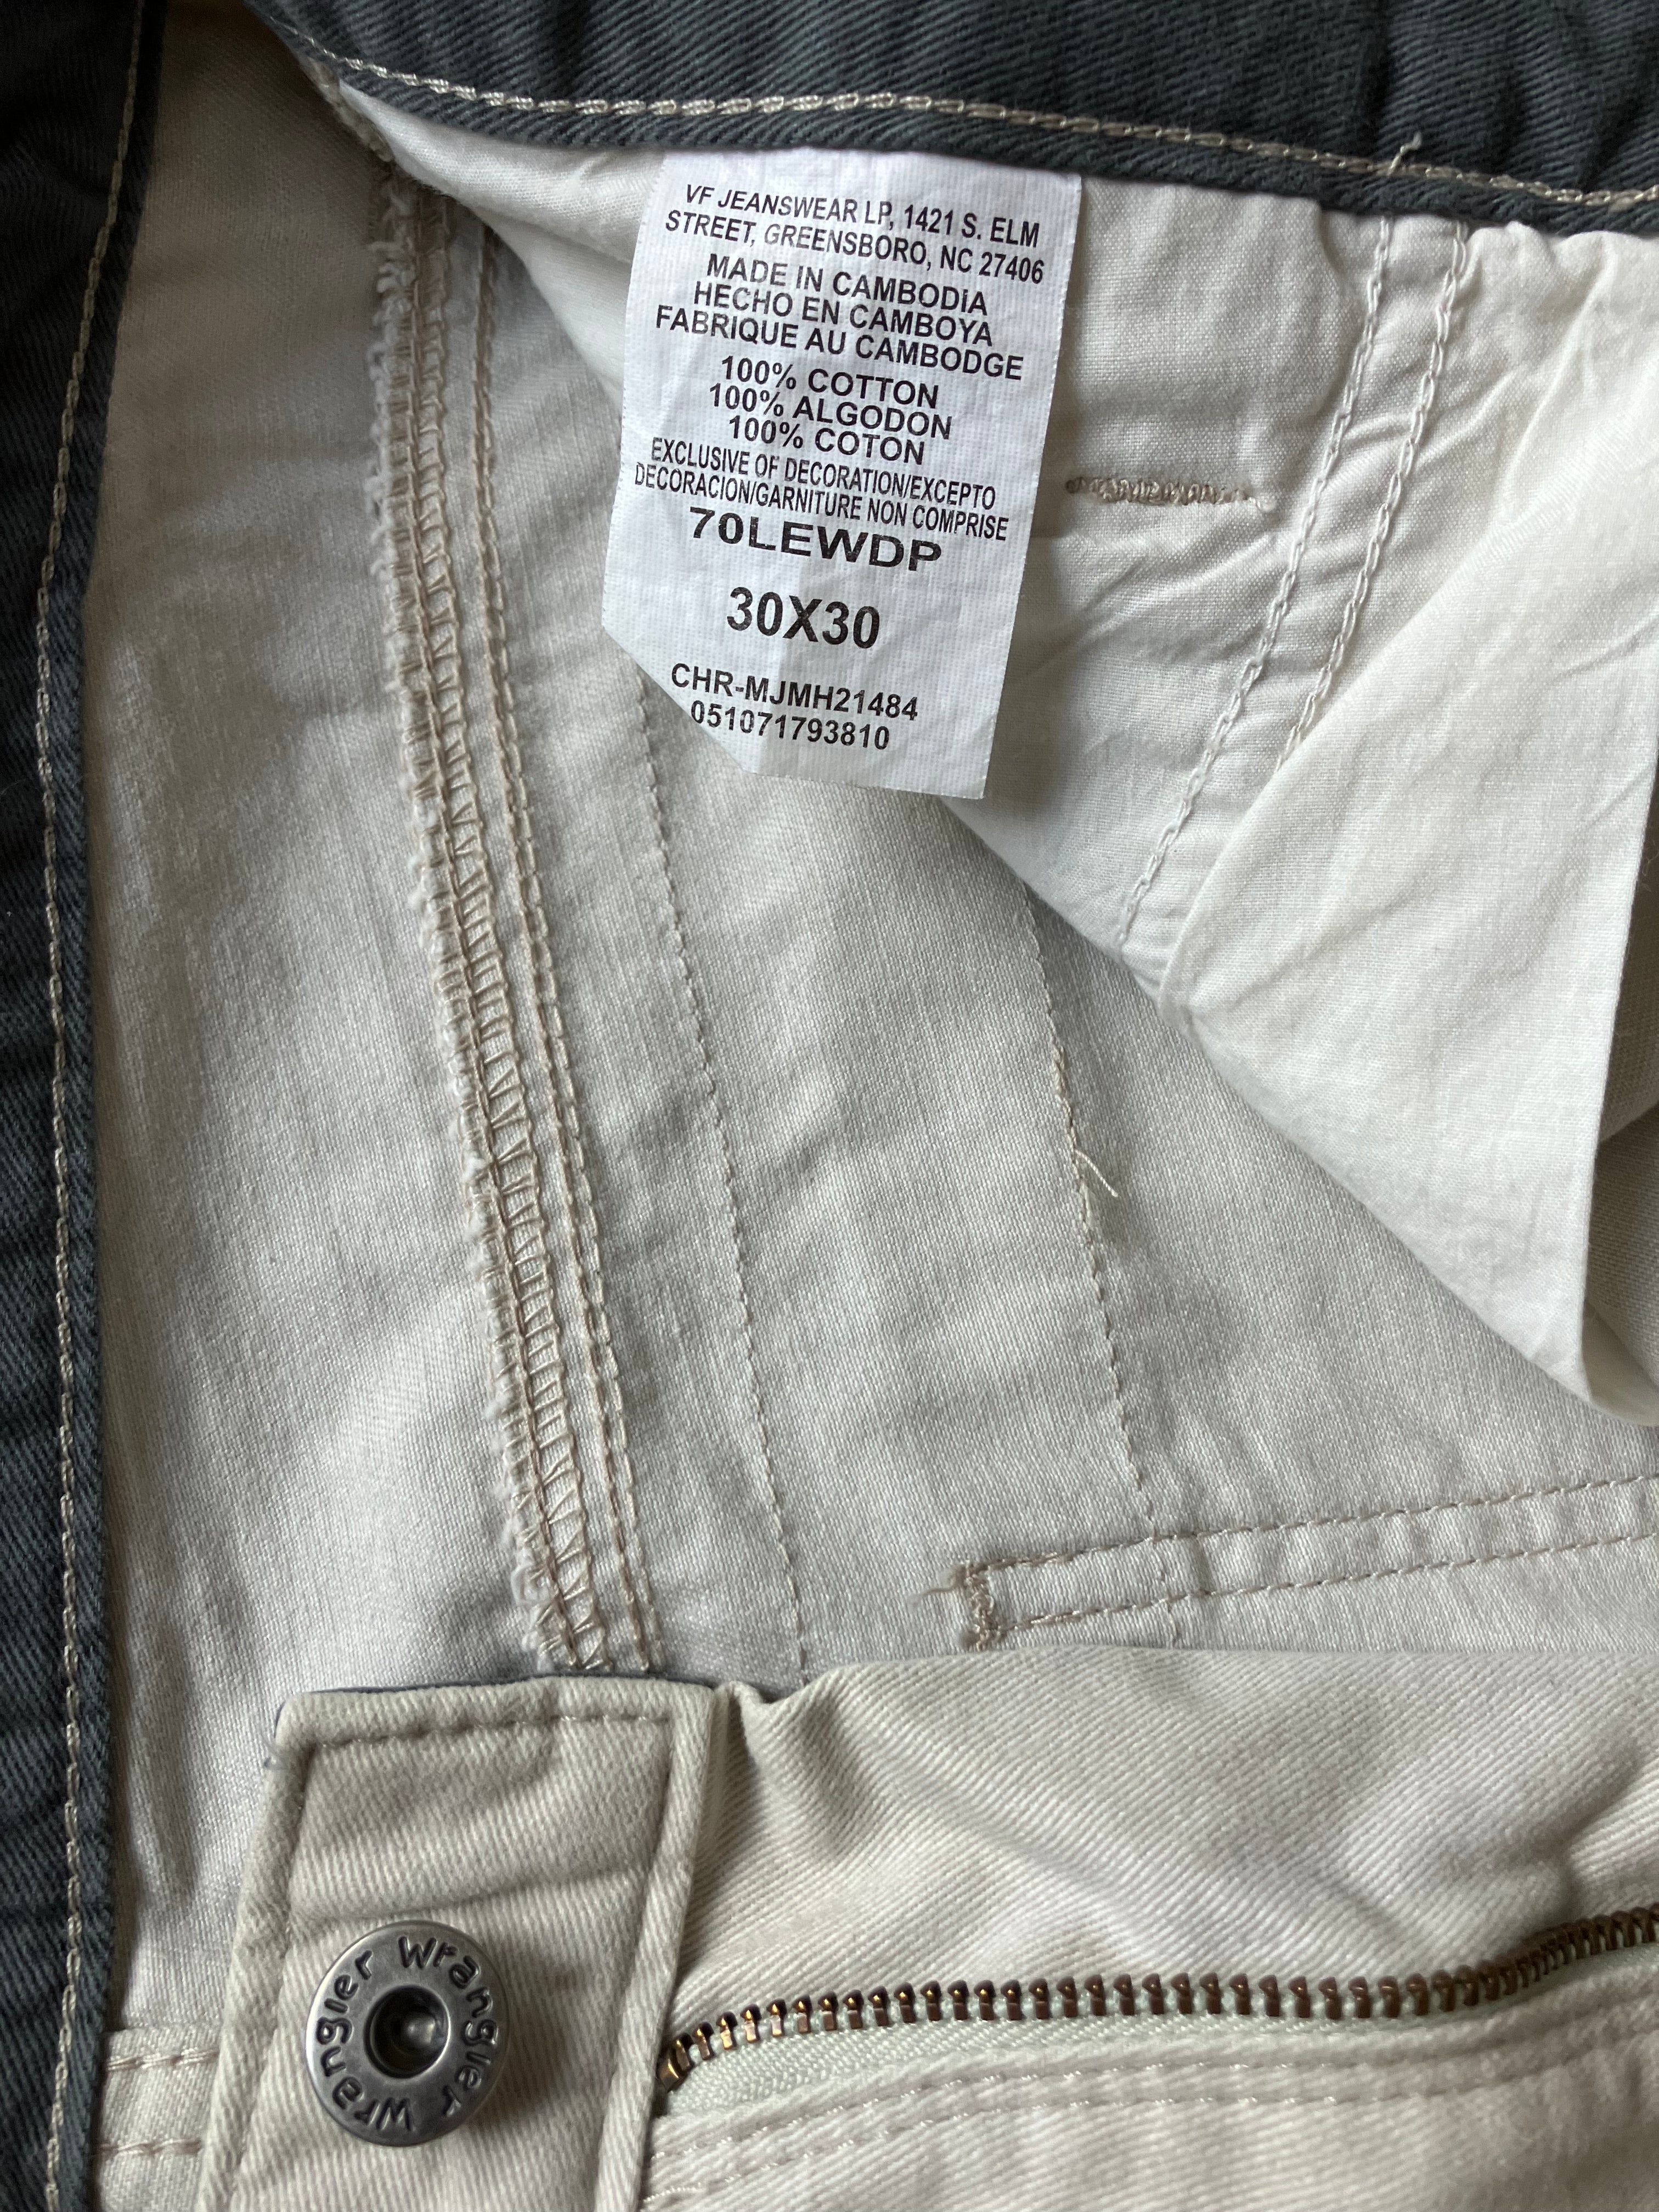 VF JEANSWEAR LP, 1421 S. ELM
STREET, GREENSBORO, NC 27406
MADE IN CAMBODiA
HECHO EN CAMBOYA
FABRIQUE AU CAMBODGE
100% COTTON
100% ALGODON
100% COTON
EXCLUSIVE OF DECORATION/EXCEPTO
DECORACION/GARNITURE NON COMPRISE
70LEWDP
30X30
CHR-MJMH21484
051071793810
Wrangler Wrangler Wrangler